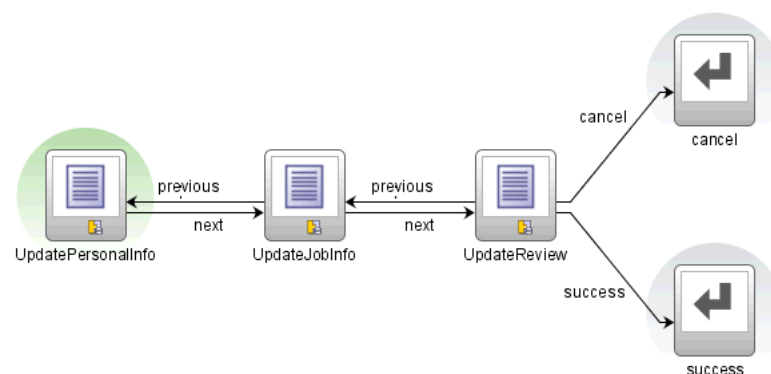 cancel
cancel
previous
previous
next
next
UpdatePersonalInfo
UpdateJobInfo
UpdateReview
success
success